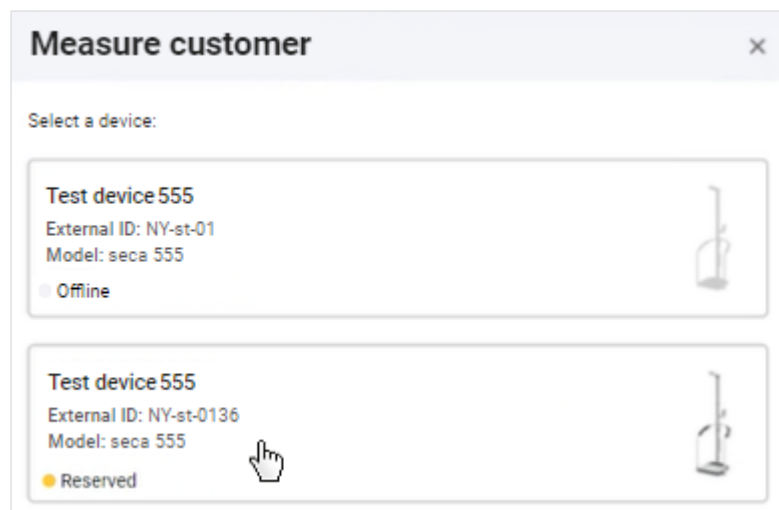 Measure customer
Select a device:
Test device 555
External ID: NY-st-01
Model: seca 555
Offline
Test device 555
External ID: NY-st-0136
Model: seca 555
Reserved